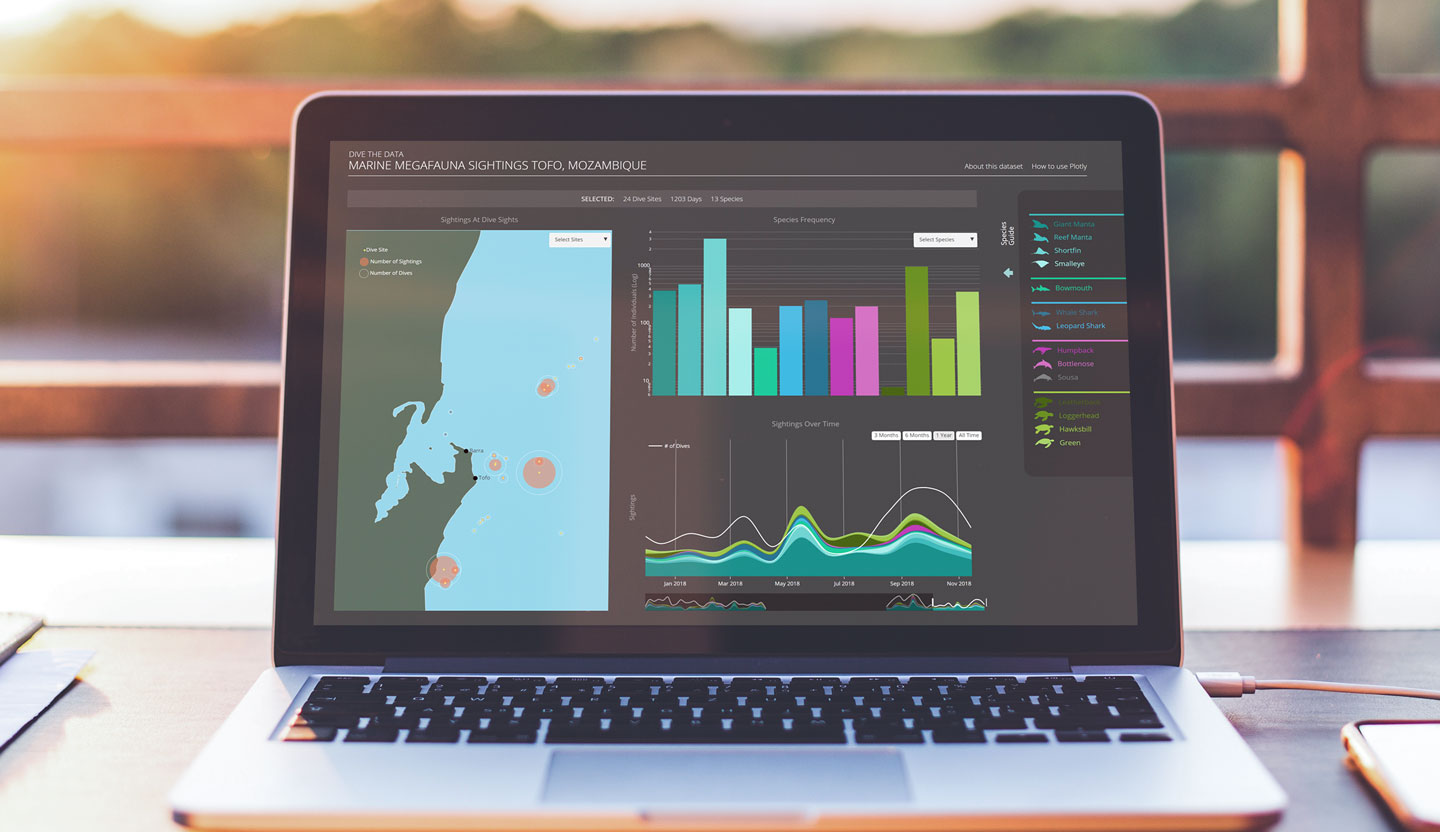 DIVE THE DATA
MARINE MEGAFAUNA SIGHTINGS TOFO, MOZAMBIQUE
About this dataset How to use Plotly
SELECTED: 24 Dive Sites 1203 Days 13 Species
Sightings At Dive Sights
Select Sites
Dive Site
Number of Sightings
Number of Dives
Barra
Tofo
Species Frequency
Select Species
Number of Individuals (Log)
1000
100
10
Sightings Over Time
3 Months 6 Months 1 Year All Time
# of Dives
Sightings
Jan 2018 Mar 2018 May 2018 Jul 2018 Sep 2018 Nov 2018
Species
Guide
Giant Manta
Reef Manta
Shortfin
Smalleye
Bowmouth
Whale Shark
Leopard Shark
Humpback
Bottlenose
Sousa
Leatherback
Loggerhead
Hawksbill
Green